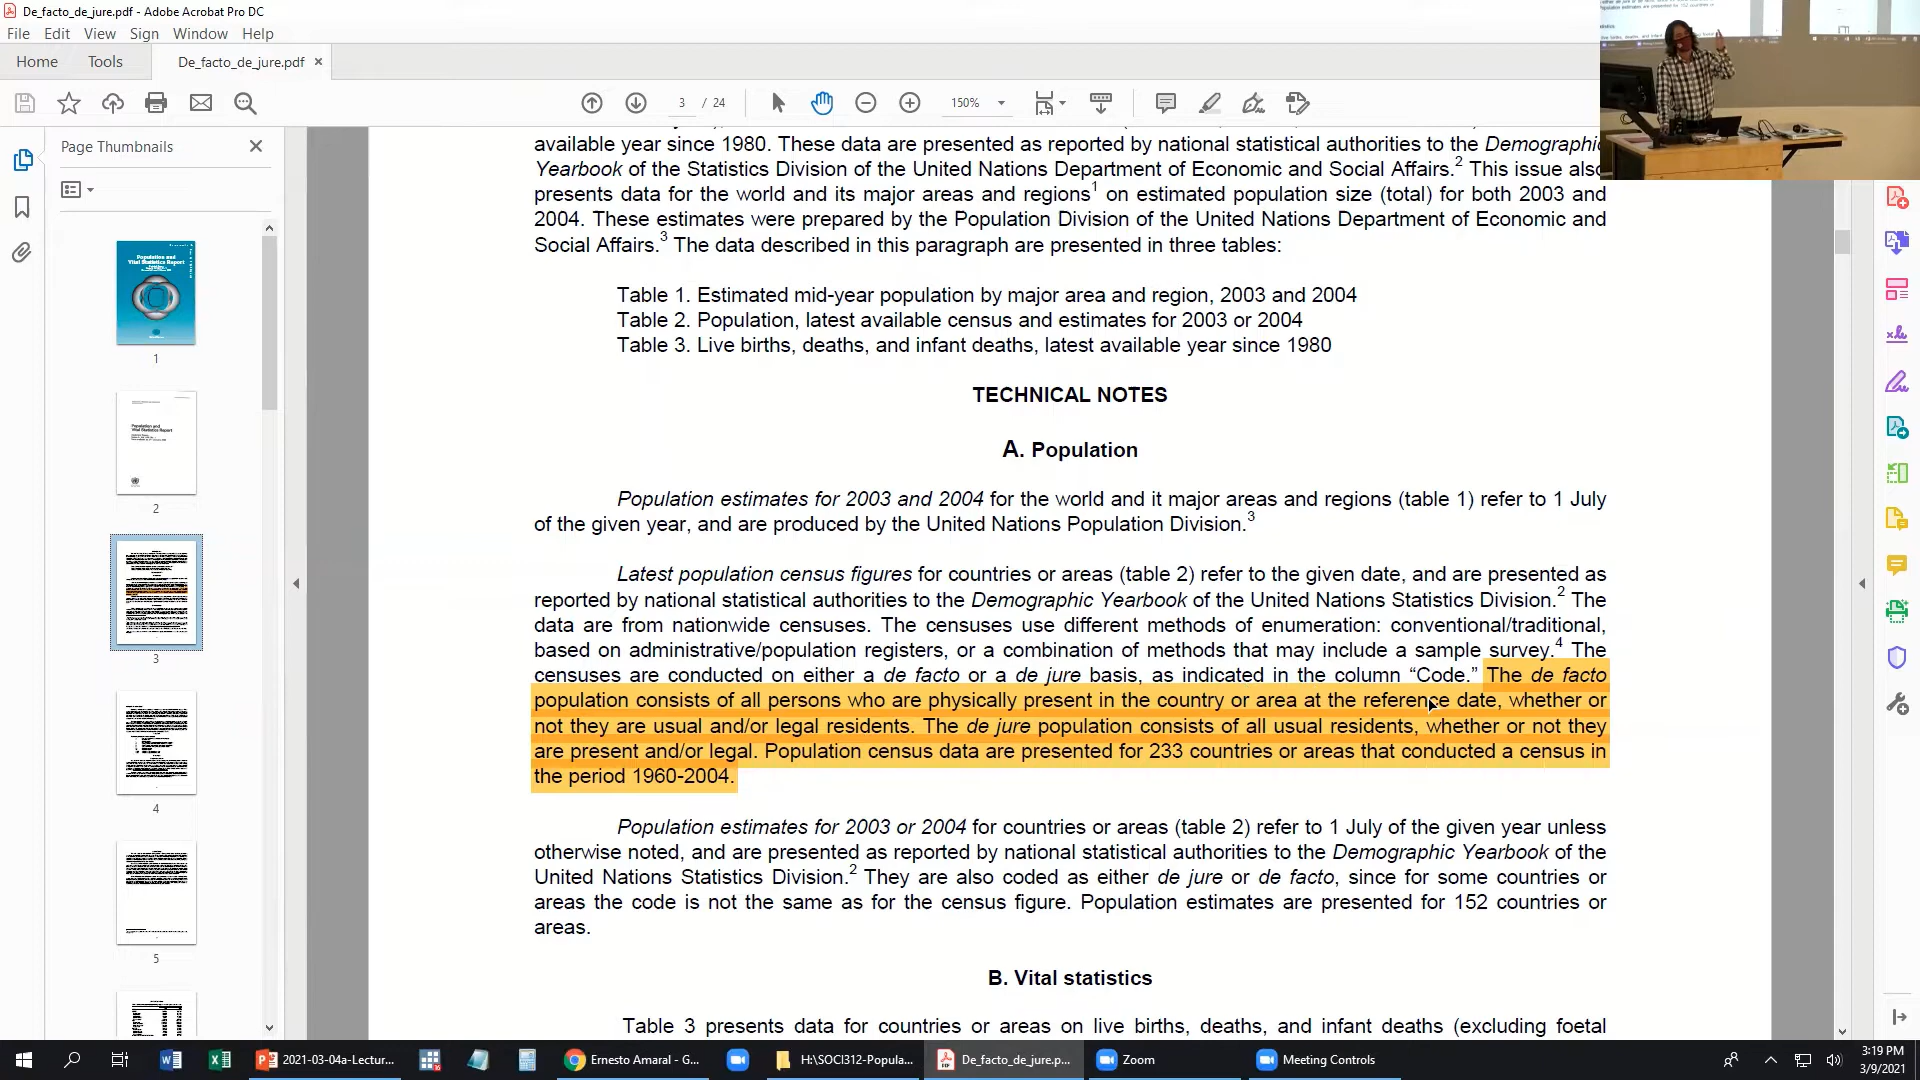 De_facto_de_jure.pdf - Adobe Acrobat Pro DC
File Edit View Sign Window Help
Home Tools De_facto_de_jure.pdf ×
3 / 24 150%
Page Thumbnails
1
2
3
4
5
Population and
Vital Statistics Report
Population and
Vital Statistics Report
available year since 1980. These data are presented as reported by national statistical authorities to the Demographic
Yearbook of the Statistics Division of the United Nations Department of Economic and Social Affairs.2 This issue also
presents data for the world and its major areas and regions1 on estimated population size (total) for both 2003 and
2004. These estimates were prepared by the Population Division of the United Nations Department of Economic and
Social Affairs.3 The data described in this paragraph are presented in three tables:
Table 1. Estimated mid-year population by major area and region, 2003 and 2004
Table 2. Population, latest available census and estimates for 2003 or 2004
Table 3. Live births, deaths, and infant deaths, latest available year since 1980
TECHNICAL NOTES
A. Population
Population estimates for 2003 and 2004 for the world and it major areas and regions (table 1) refer to 1 July
of the given year, and are produced by the United Nations Population Division.3
Latest population census figures for countries or areas (table 2) refer to the given date, and are presented as
reported by national statistical authorities to the Demographic Yearbook of the United Nations Statistics Division.2 The
data are from nationwide censuses. The censuses use different methods of enumeration: conventional/traditional,
based on administrative/population registers, or a combination of methods that may include a sample survey.4 The
censuses are conducted on either a de facto or a de jure basis, as indicated in the column “Code.” The de facto
population consists of all persons who are physically present in the country or area at the reference date, whether or
not they are usual and/or legal residents. The de jure population consists of all usual residents, whether or not they
are present and/or legal. Population census data are presented for 233 countries or areas that conducted a census in
the period 1960-2004.
Population estimates for 2003 or 2004 for countries or areas (table 2) refer to 1 July of the given year unless
otherwise noted, and are presented as reported by national statistical authorities to the Demographic Yearbook of the
United Nations Statistics Division.2 They are also coded as either de jure or de facto, since for some countries or
areas the code is not the same as for the census figure. Population estimates are presented for 152 countries or
areas.
B. Vital statistics
Table 3 presents data for countries or areas on live births, deaths, and infant deaths (excluding foetal
2021-03-04a-Lectur... Ernesto Amaral - G... H:\SOCI312-Popula... De_facto_de_jure.p... Zoom Meeting Controls
3:19 PM
3/9/2021